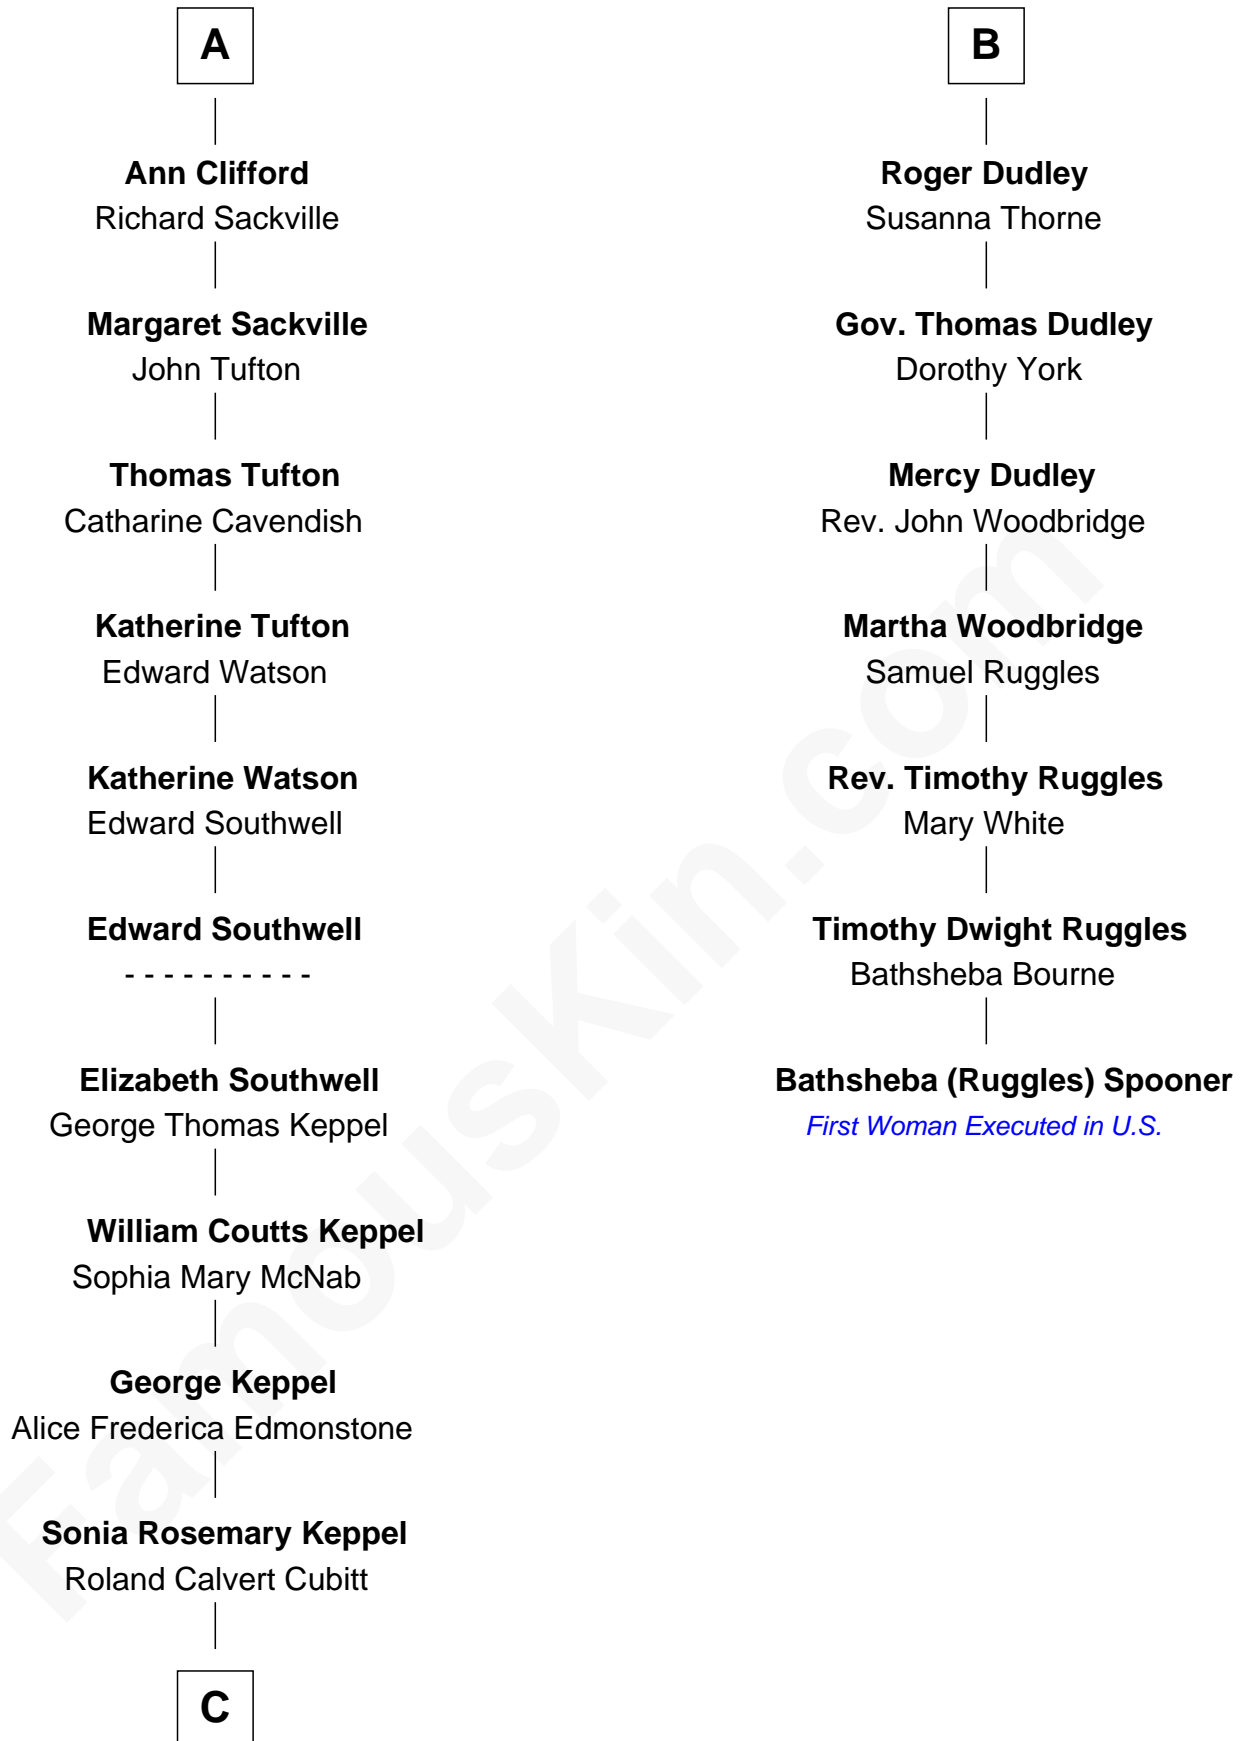 A
Ann Clifford
Richard Sackville
Margaret Sackville
John Tufton
Thomas Tufton
Catharine Cavendish
Katherine Tufton
Edward Watson
Katherine Watson
Edward Southwell
Edward Southwell
- - - - - - - - - -
Elizabeth Southwell
George Thomas Keppel
William Coutts Keppel
Sophia Mary McNab
George Keppel
Alice Frederica Edmonstone
Sonia Rosemary Keppel
Roland Calvert Cubitt
C
B
Roger Dudley
Susanna Thorne
Gov. Thomas Dudley
Dorothy York
Mercy Dudley
Rev. John Woodbridge
Martha Woodbridge
Samuel Ruggles
Rev. Timothy Ruggles
Mary White
Timothy Dwight Ruggles
Bathsheba Bourne
Bathsheba (Ruggles) Spooner
First Woman Executed in U.S.
FamousKin.com